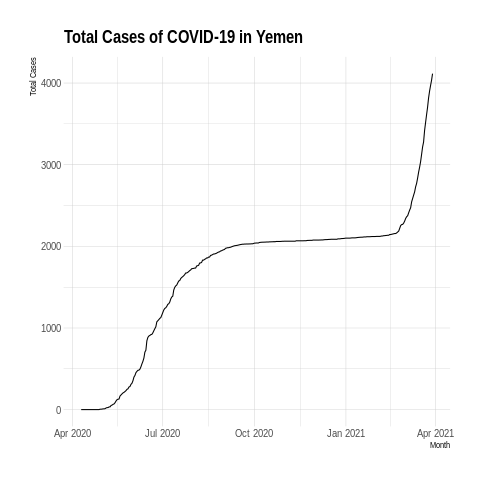 Total Cases of COVID-19 in Yemen
Total Cases
4000
3000
2000
1000
0
Apr 2020 Jul 2020 Oct 2020 Jan 2021 Apr 2021
Month